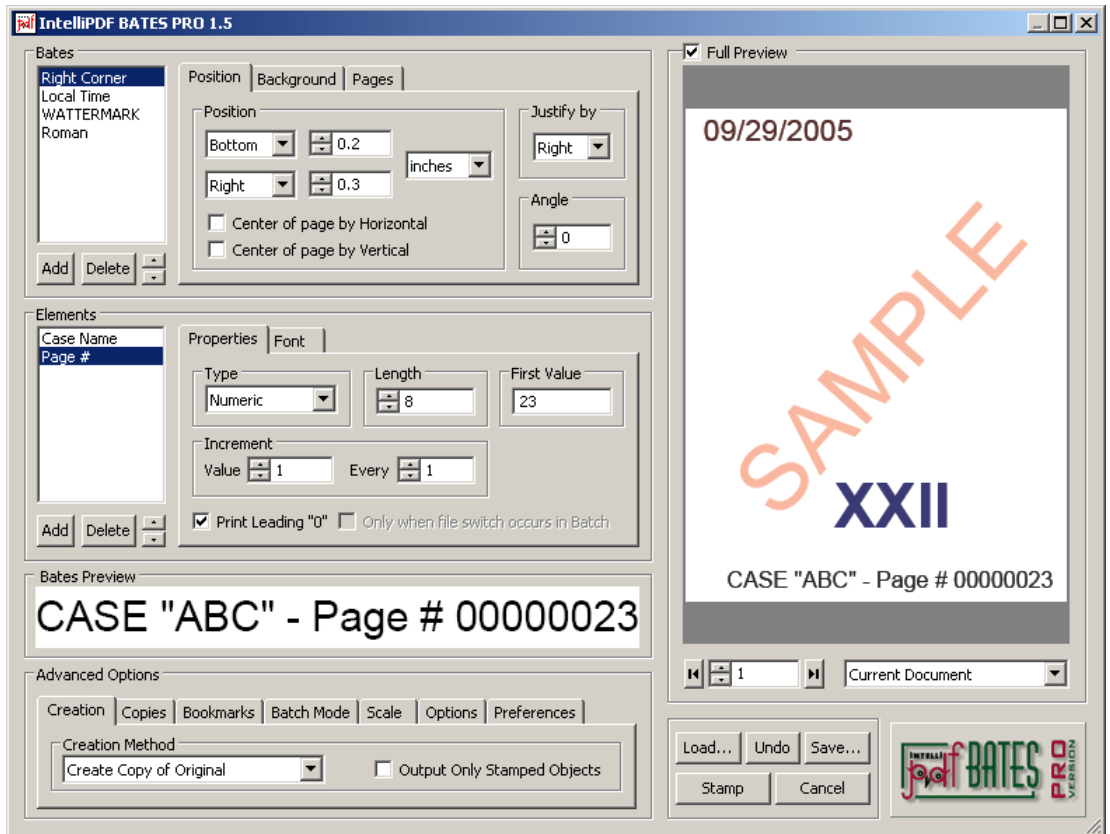 IntelliPDF BATES PRO 1.5
Bates
Right Corner
Local Time
WATTERMARK
Roman
Add Delete
Position Background Pages
Position
Bottom 0.2
Right 0.3
inches
Center of page by Horizontal
Center of page by Vertical
Justify by
Right
Angle
0
Elements
Case Name
Page #
Add Delete
Properties Font
Type
Numeric
Length
8
First Value
23
Increment
Value 1 Every 1
Print Leading "0" Only when file switch occurs in Batch
Bates Preview
CASE "ABC" - Page # 00000023
Advanced Options
Creation Copies Bookmarks Batch Mode Scale Options Preferences
Creation Method
Create Copy of Original
Output Only Stamped Objects
Full Preview
09/29/2005
SAMPLE
XXII
CASE "ABC" - Page # 00000023
1 Current Document
Load... Undo Save...
Stamp Cancel
INTELLI
pdf BATES PRO VERSION